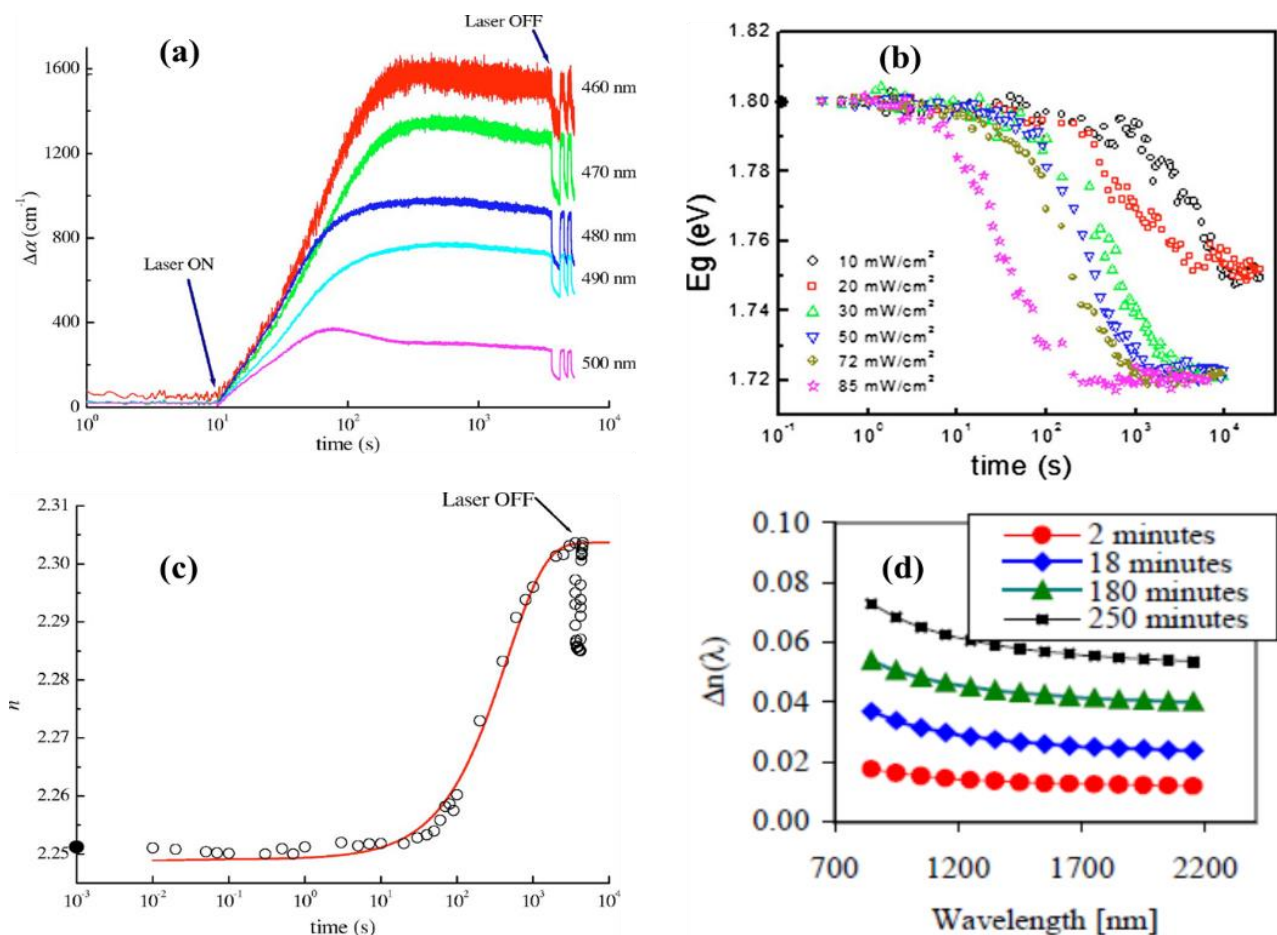 (a)
Laser OFF
Laser ON
Δα (cm⁻¹)
1600
1200
800
400
0
460 nm
470 nm
480 nm
490 nm
500 nm
10⁰ 10¹ 10² 10³ 10⁴
time (s)
(b)
Eg (eV)
1.82
1.80
1.78
1.76
1.74
1.72
10 mW/cm²
20 mW/cm²
30 mW/cm²
50 mW/cm²
72 mW/cm²
85 mW/cm²
10⁻¹ 10⁰ 10¹ 10² 10³ 10⁴
time (s)
(c)
Laser OFF
n
2.31
2.30
2.29
2.28
2.27
2.26
2.25
10⁻³ 10⁻² 10⁻¹ 10⁰ 10¹ 10² 10³ 10⁴
time (s)
(d)
2 minutes
18 minutes
180 minutes
250 minutes
Δn(λ)
0.10
0.08
0.06
0.04
0.02
0.00
700 1200 1700 2200
Wavelength [nm]